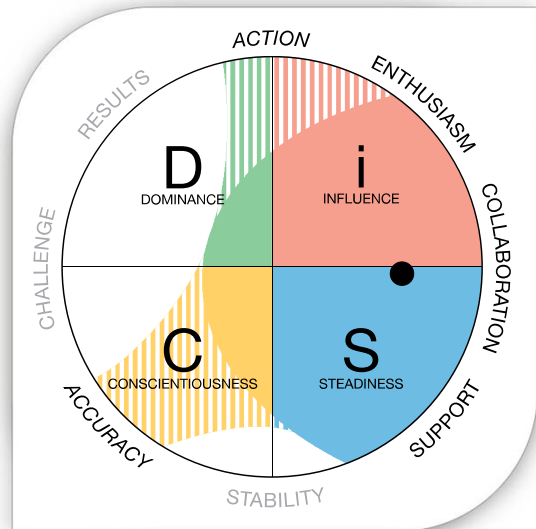 ACTION
ENTHUSIASM
RESULTS
D
DOMINANCE
i
INFLUENCE
COLLABORATION
CHALLENGE
C
CONSCIENTIOUSNESS
S
STEADINESS
ACCURACY
SUPPORT
STABILITY